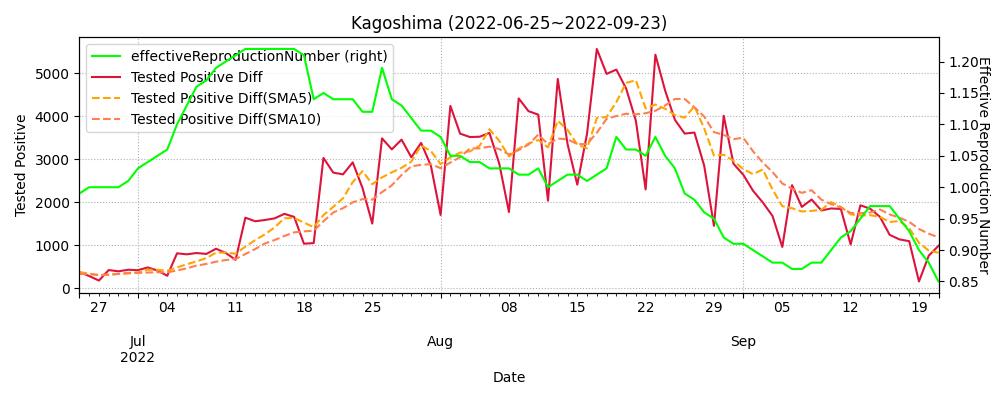 Kagoshima (2022-06-25~2022-09-23)
effectiveReproductionNumber (right)
Tested Positive Diff
Tested Positive Diff(SMA5)
Tested Positive Diff(SMA10)
Tested Positive
5000
4000
3000
2000
1000
0
1.20
1.15
1.10
1.05
1.00
0.95
0.90
0.85
Effective Reproduction Number
27 04 11 18 25 08 15 22 29 05 12 19
Jul Aug Sep
2022
Date